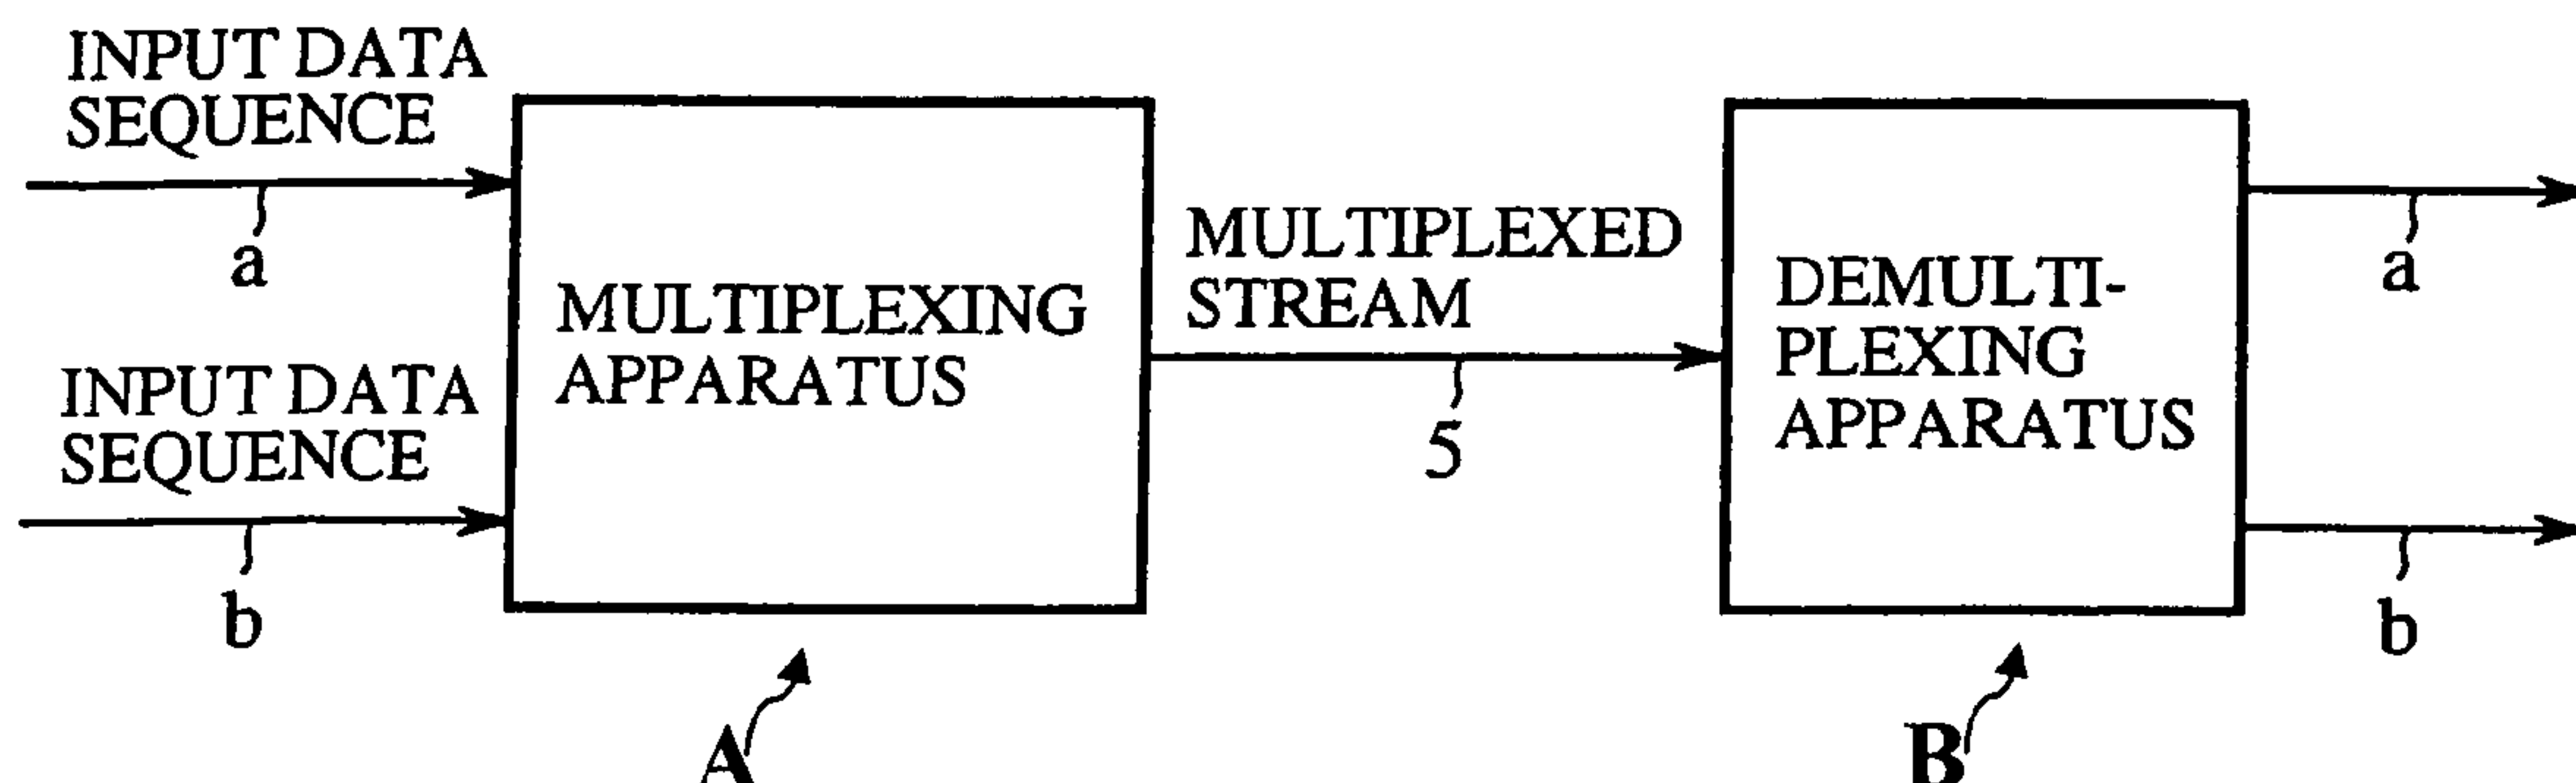 INPUT DATA
SEQUENCE
a
INPUT DATA
SEQUENCE
b
MULTIPLEXING
APPARATUS
A
MULTIPLEXED
STREAM
5
DEMULTI-
PLEXING
APPARATUS
B
a
b